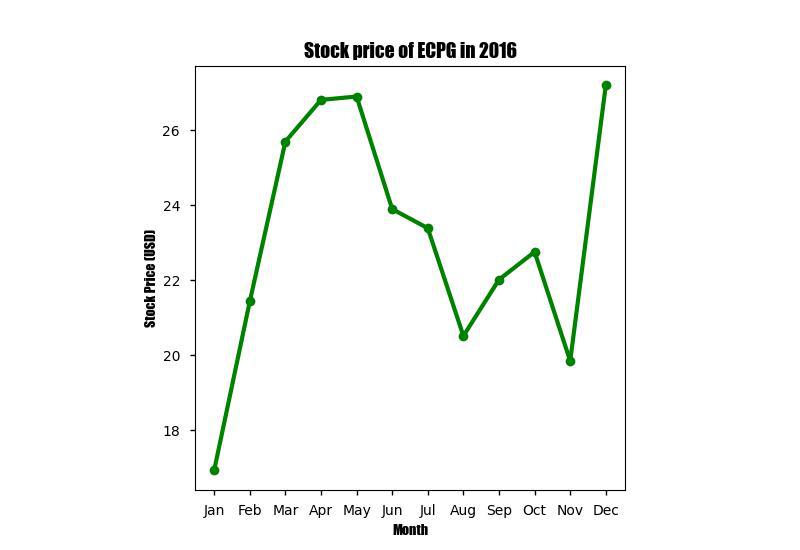 Stock price of ECPG in 2016
Stock Price (USD)
26
24
22
20
18
Jan Feb Mar Apr May Jun Jul Aug Sep Oct Nov Dec
Month